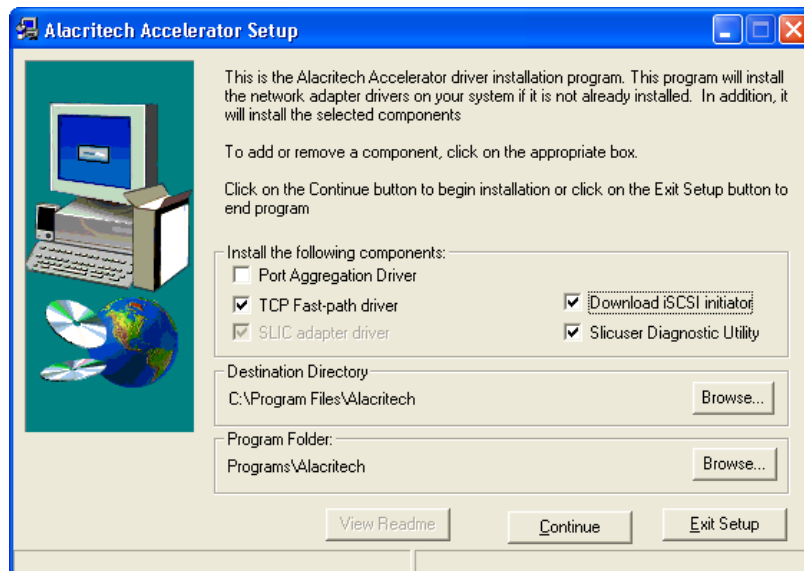 Alacritech Accelerator Setup
This is the Alacritech Accelerator driver installation program. This program will install
the network adapter drivers on your system if it is not already installed. In addition, it
will install the selected components
To add or remove a component, click on the appropriate box.
Click on the Continue button to begin installation or click on the Exit Setup button to
end program
Install the following components:
Port Aggregation Driver
TCP Fast-path driver
Download iSCSI initiator
SLIC adapter driver
Slicuser Diagnostic Utility
Destination Directory
C:\Program Files\Alacritech
Browse...
Program Folder:
Programs\Alacritech
Browse...
View Readme
Continue
Exit Setup